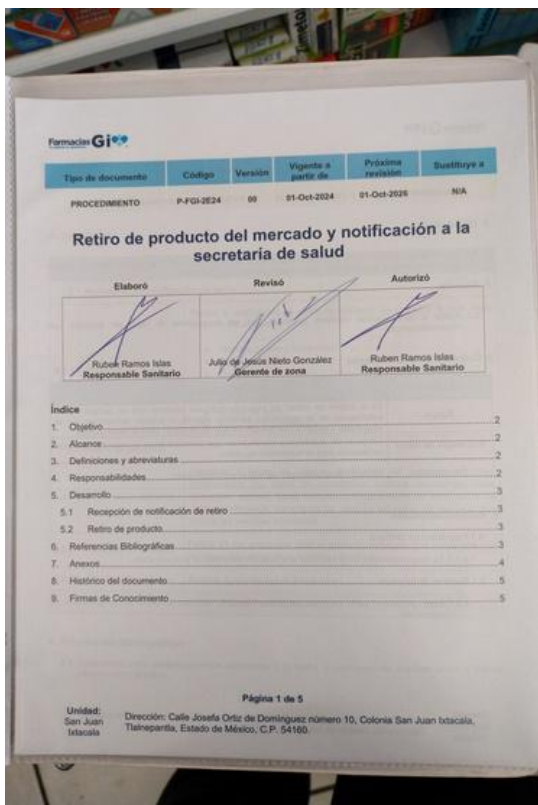 Farmacias Gi
Tipo de documento Código Versión Vigente a partir de Próxima revisión Sustituye a
PROCEDIMIENTO P-FGI-2E24 00 01-Oct-2024 01-Oct-2026 N/A
Retiro de producto del mercado y notificación a la
secretaría de salud
Elaboró Revisó Autorizó
Ruben Ramos Islas Julio de Jesús Nieto González Ruben Ramos Islas
Responsable Sanitario Gerente de zona Responsable Sanitario
Índice
1. Objetivo 2
2. Alcance 2
3. Definiciones y abreviaturas 2
4. Responsabilidades 2
5. Desarrollo 3
5.1 Recepción de notificación de retiro 3
5.2 Retiro de producto 3
6. Referencias Bibliográficas 3
7. Anexos 4
8. Histórico del documento 5
9. Firmas de Conocimiento 5
Página 1 de 5
Unidad:
San Juan
Ixtacala
Dirección: Calle Josefa Ortiz de Domínguez número 10, Colonia San Juan Ixtacala,
Tlalnepantla, Estado de México, C.P. 54160.